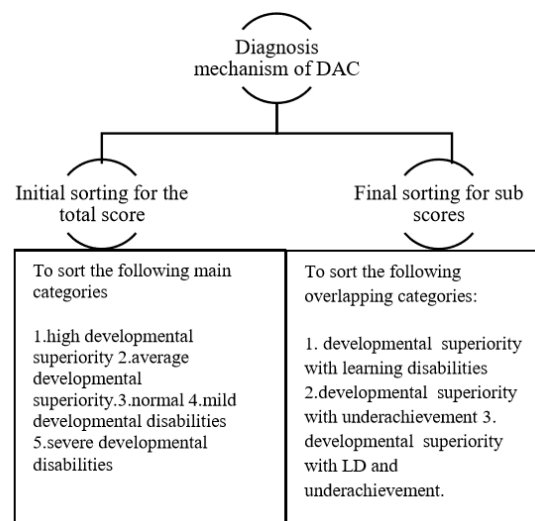 Diagnosis
mechanism of DAC
Initial sorting for the
total score
Final sorting for sub
scores
To sort the following main
categories
1.high developmental
superiority 2.average
developmental
superiority.3.normal 4.mild
developmental disabilities
5.severe developmental
disabilities
To sort the following
overlapping categories:
1. developmental superiority
with learning disabilities
2.developmental superiority
with underachievement 3.
developmental superiority
with LD and
underachievement.